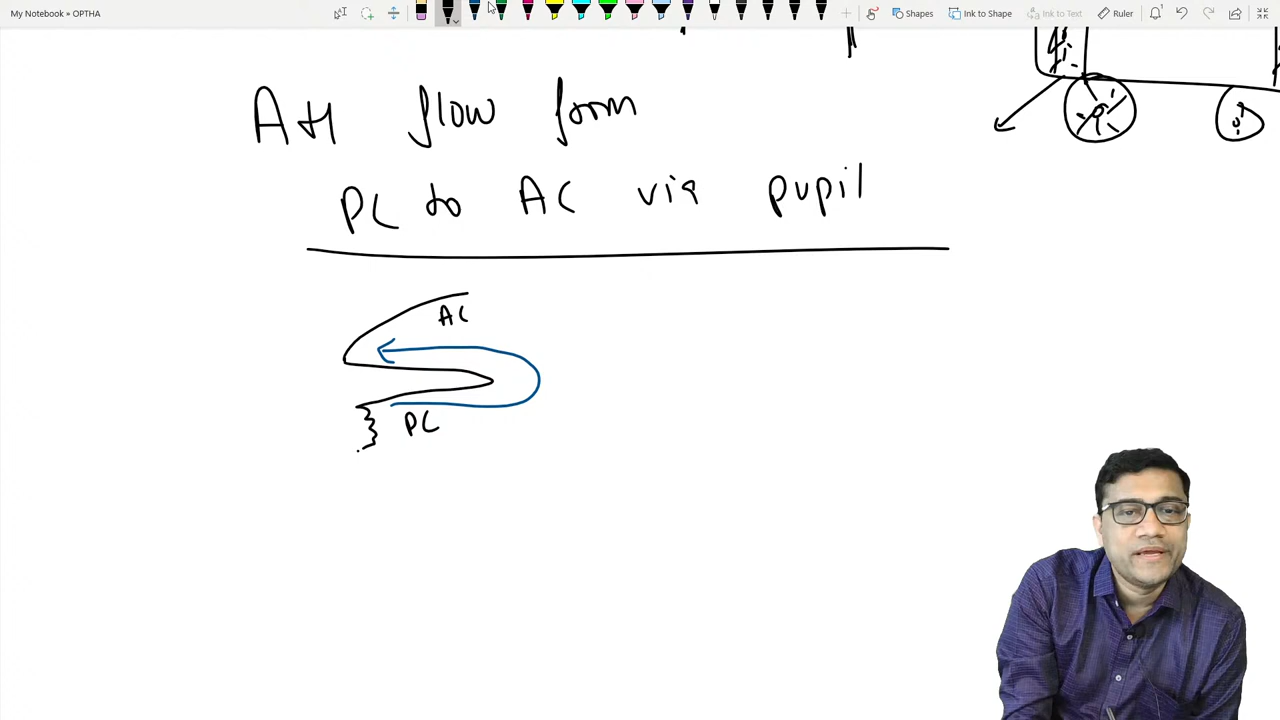 My Notebook » OPTHA
Shapes
Ink to Shape
Ink to Text
Ruler
AH flow form
PC to AC via pupil
AC
PC